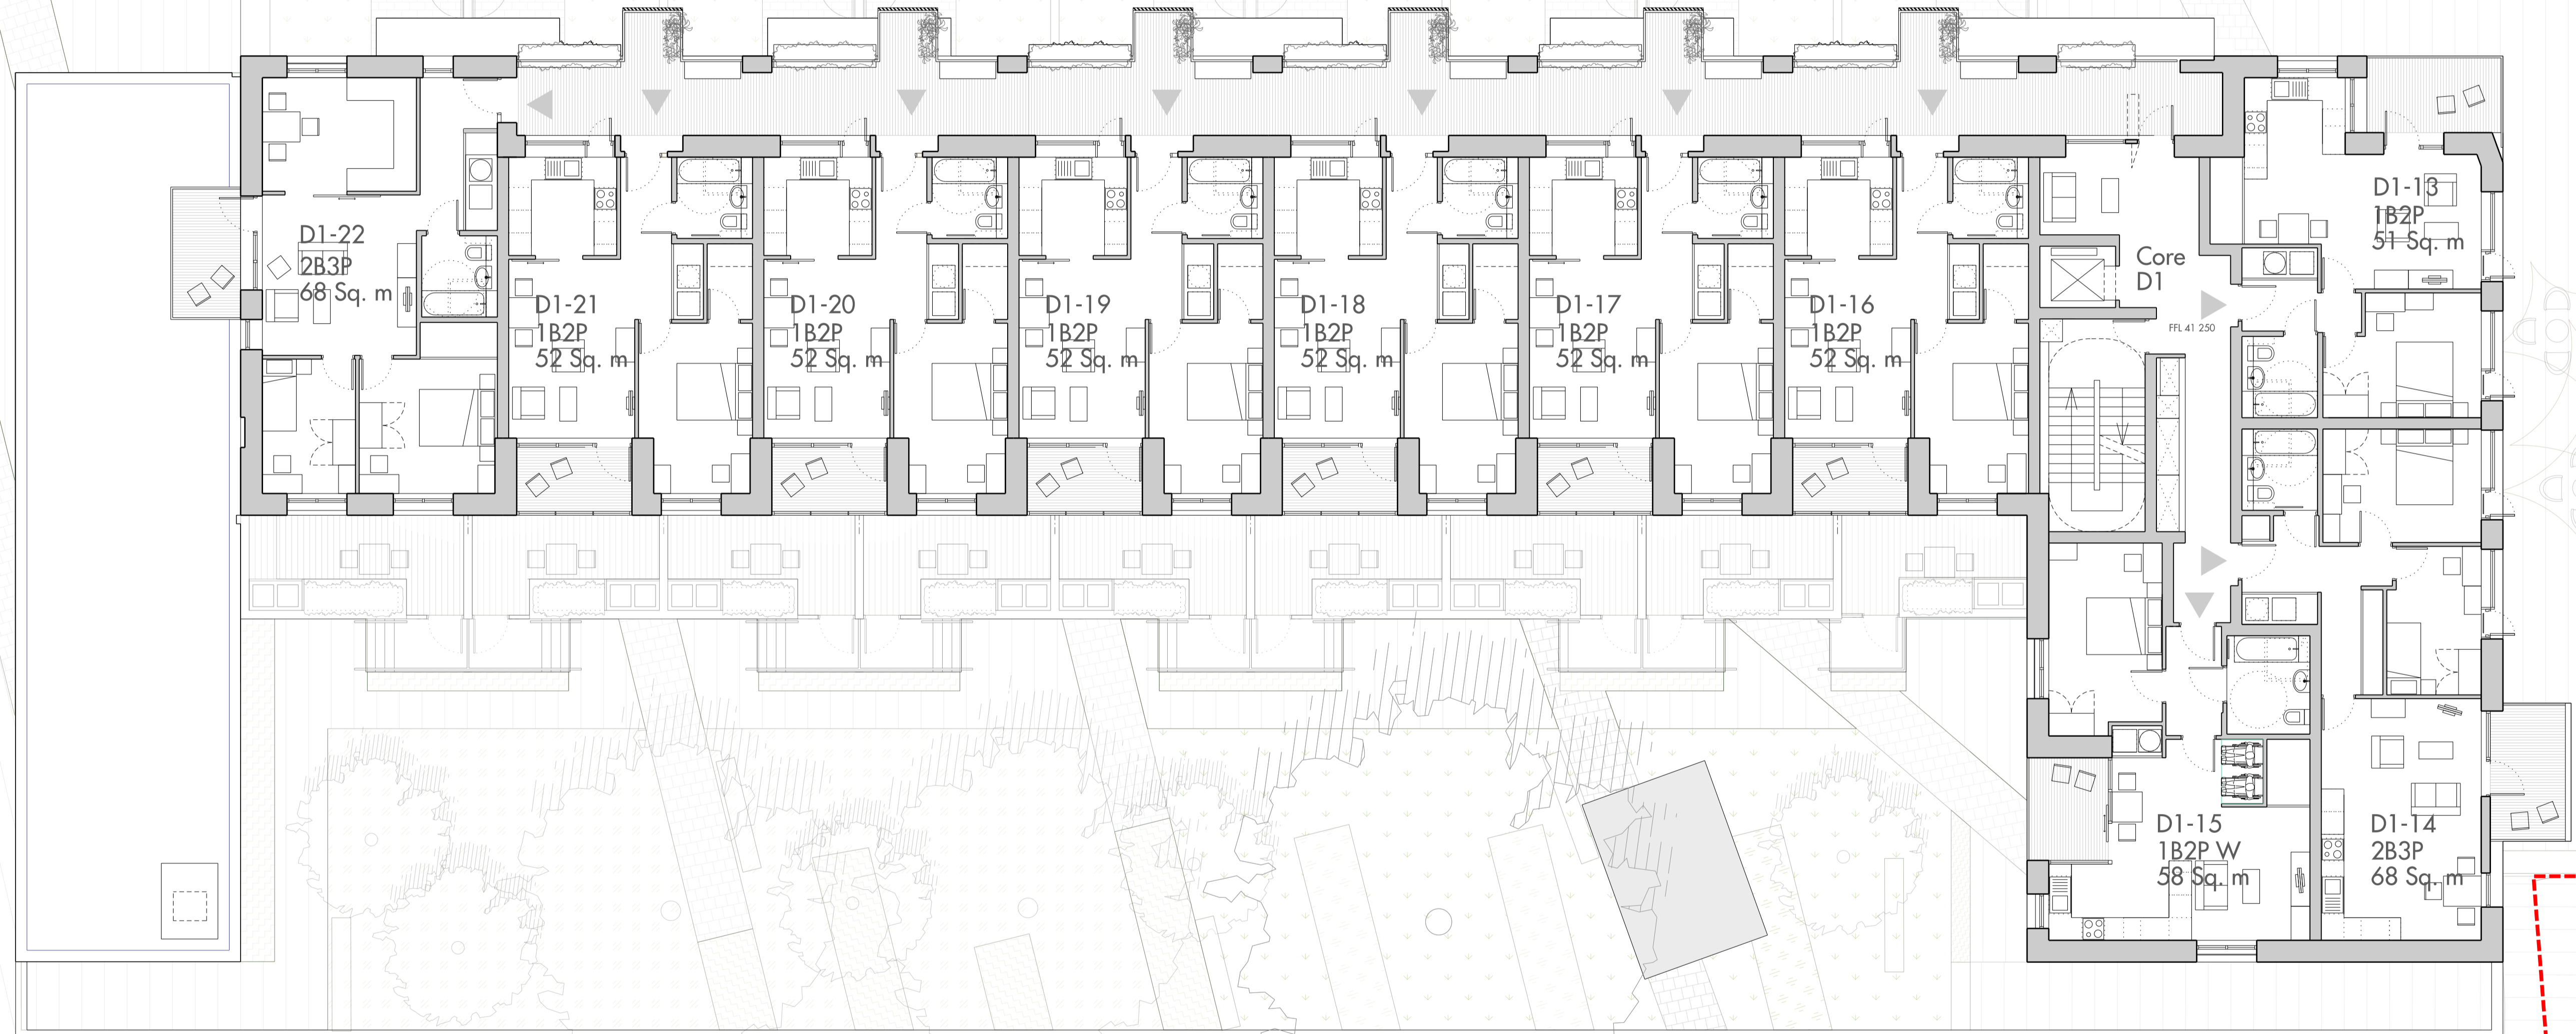 D1-22
2B3P
68 Sq. m
D1-21
1B2P
52 Sq. m
D1-20
1B2P
52 Sq. m
D1-19
1B2P
52 Sq. m
D1-18
1B2P
52 Sq. m
D1-17
1B2P
52 Sq. m
D1-16
1B2P
52 Sq. m
Core
D1
FFL 41 250
D1-13
1B2P
51 Sq. m
D1-15
1B2P W
58 Sq. m
D1-14
2B3P
68 Sq. m